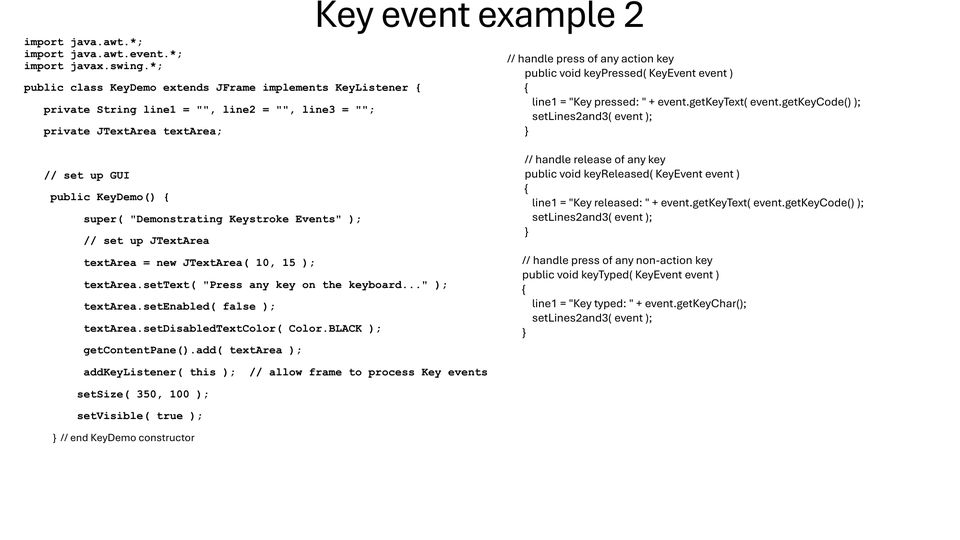 Key event example 2
import java.awt.*;
import java.awt.event.*;
import javax.swing.*;
public class KeyDemo extends JFrame implements KeyListener {
private String line1 = "", line2 = "", line3 = "";
private JTextArea textArea;
// set up GUI
public KeyDemo() {
super( "Demonstrating Keystroke Events" );
// set up JTextArea
textArea = new JTextArea( 10, 15 );
textArea.setText( "Press any key on the keyboard..." );
textArea.setEnabled( false );
textArea.setDisabledTextColor( Color.BLACK );
getContentPane().add( textArea );
addKeyListener( this );  // allow frame to process Key events
setSize( 350, 100 );
setVisible( true );
} // end KeyDemo constructor
// handle press of any action key
public void keyPressed( KeyEvent event )
{
line1 = "Key pressed: " + event.getKeyText( event.getKeyCode() );
setLines2and3( event );
}
// handle release of any key
public void keyReleased( KeyEvent event )
{
line1 = "Key released: " + event.getKeyText( event.getKeyCode() );
setLines2and3( event );
}
// handle press of any non-action key
public void keyTyped( KeyEvent event )
{
line1 = "Key typed: " + event.getKeyChar();
setLines2and3( event );
}